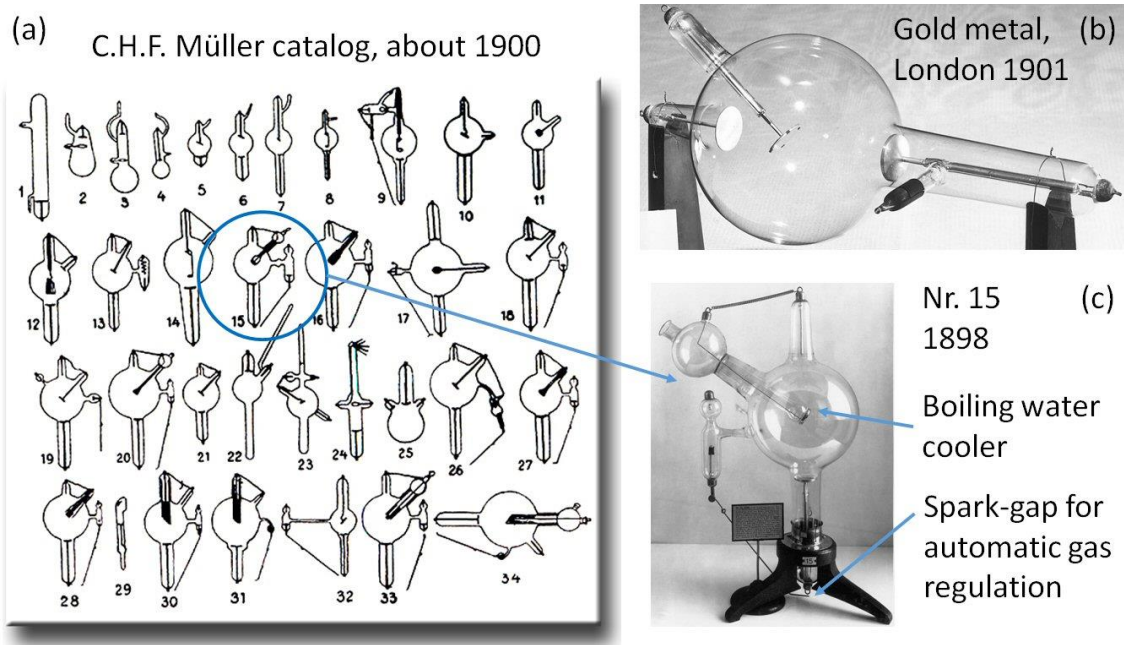 (a)
C.H.F. Müller catalog, about 1900
1 2 3 4 5 6 7 8 9 10 11
12 13 14 15 16 17 18
19 20 21 22 23 24 25 26 27
28 29 30 31 32 33 34
Gold metal, (b)
London 1901
Nr. 15 (c)
1898
Boiling water
cooler
Spark-gap for
automatic gas
regulation